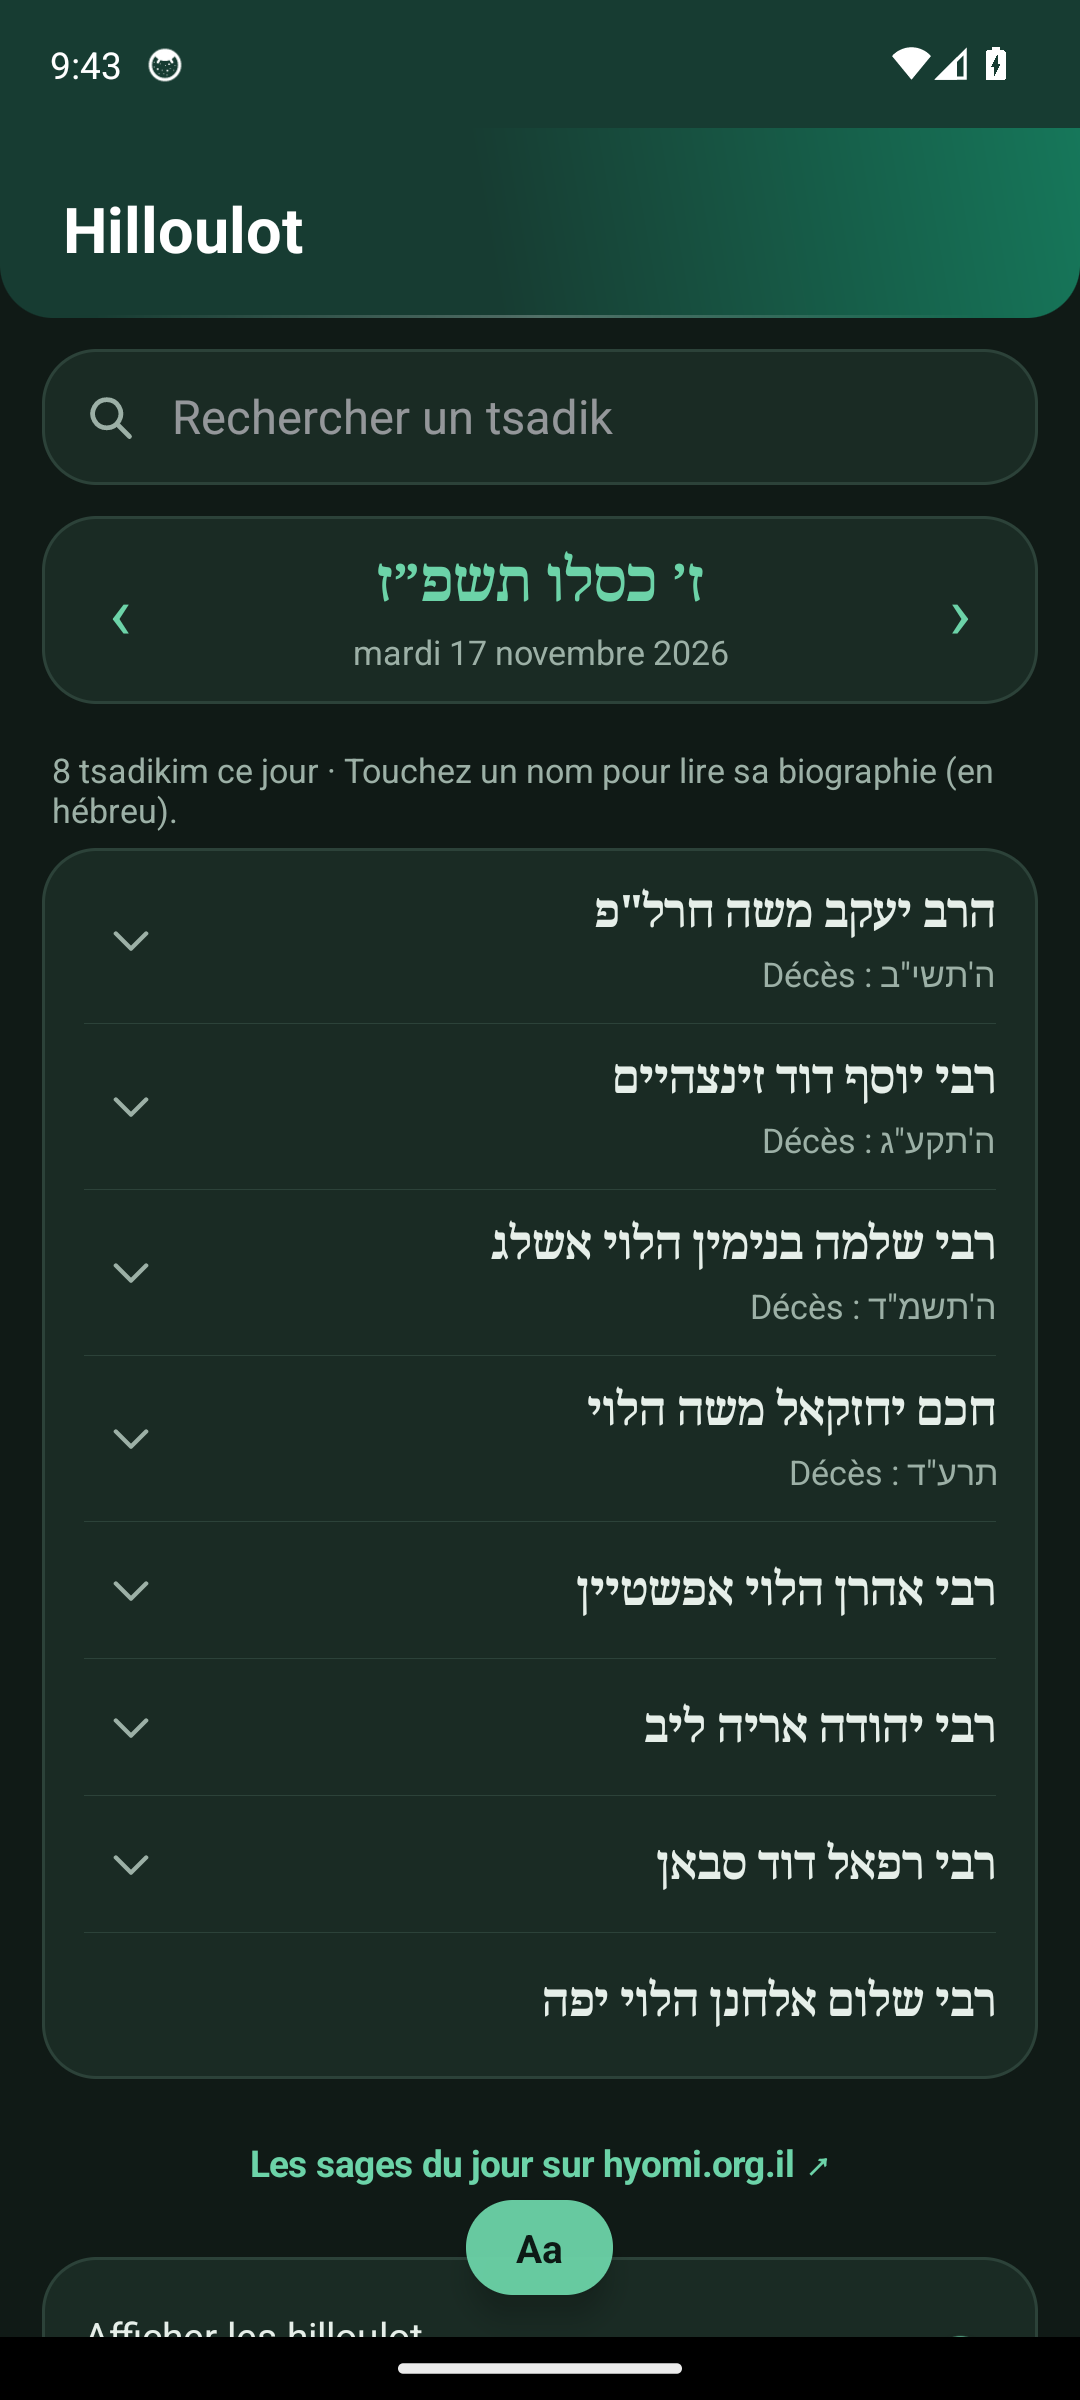 9:43
Hilloulot
Rechercher un tsadik
ז׳ כסלו תשפ״ז
mardi 17 novembre 2026
8 tsadikim ce jour · Touchez un nom pour lire sa biographie (en
hébreu).
הרב יעקב משה חרל"פ
Décès : ה'תשי"ב
רבי יוסף דוד זינצהיים
Décès : ה'תקע"ג
רבי שלמה בנימין הלוי אשלג
Décès : ה'תשמ"ד
חכם יחזקאל משה הלוי
Décès : תרע"ד
רבי אהרן הלוי אפשטיין
רבי יהודה אריה ליב
רבי רפאל דוד סבאן
רבי שלום אלחנן הלוי יפה
Les sages du jour sur hyomi.org.il ↗
Aa
Afficher les hilloulot